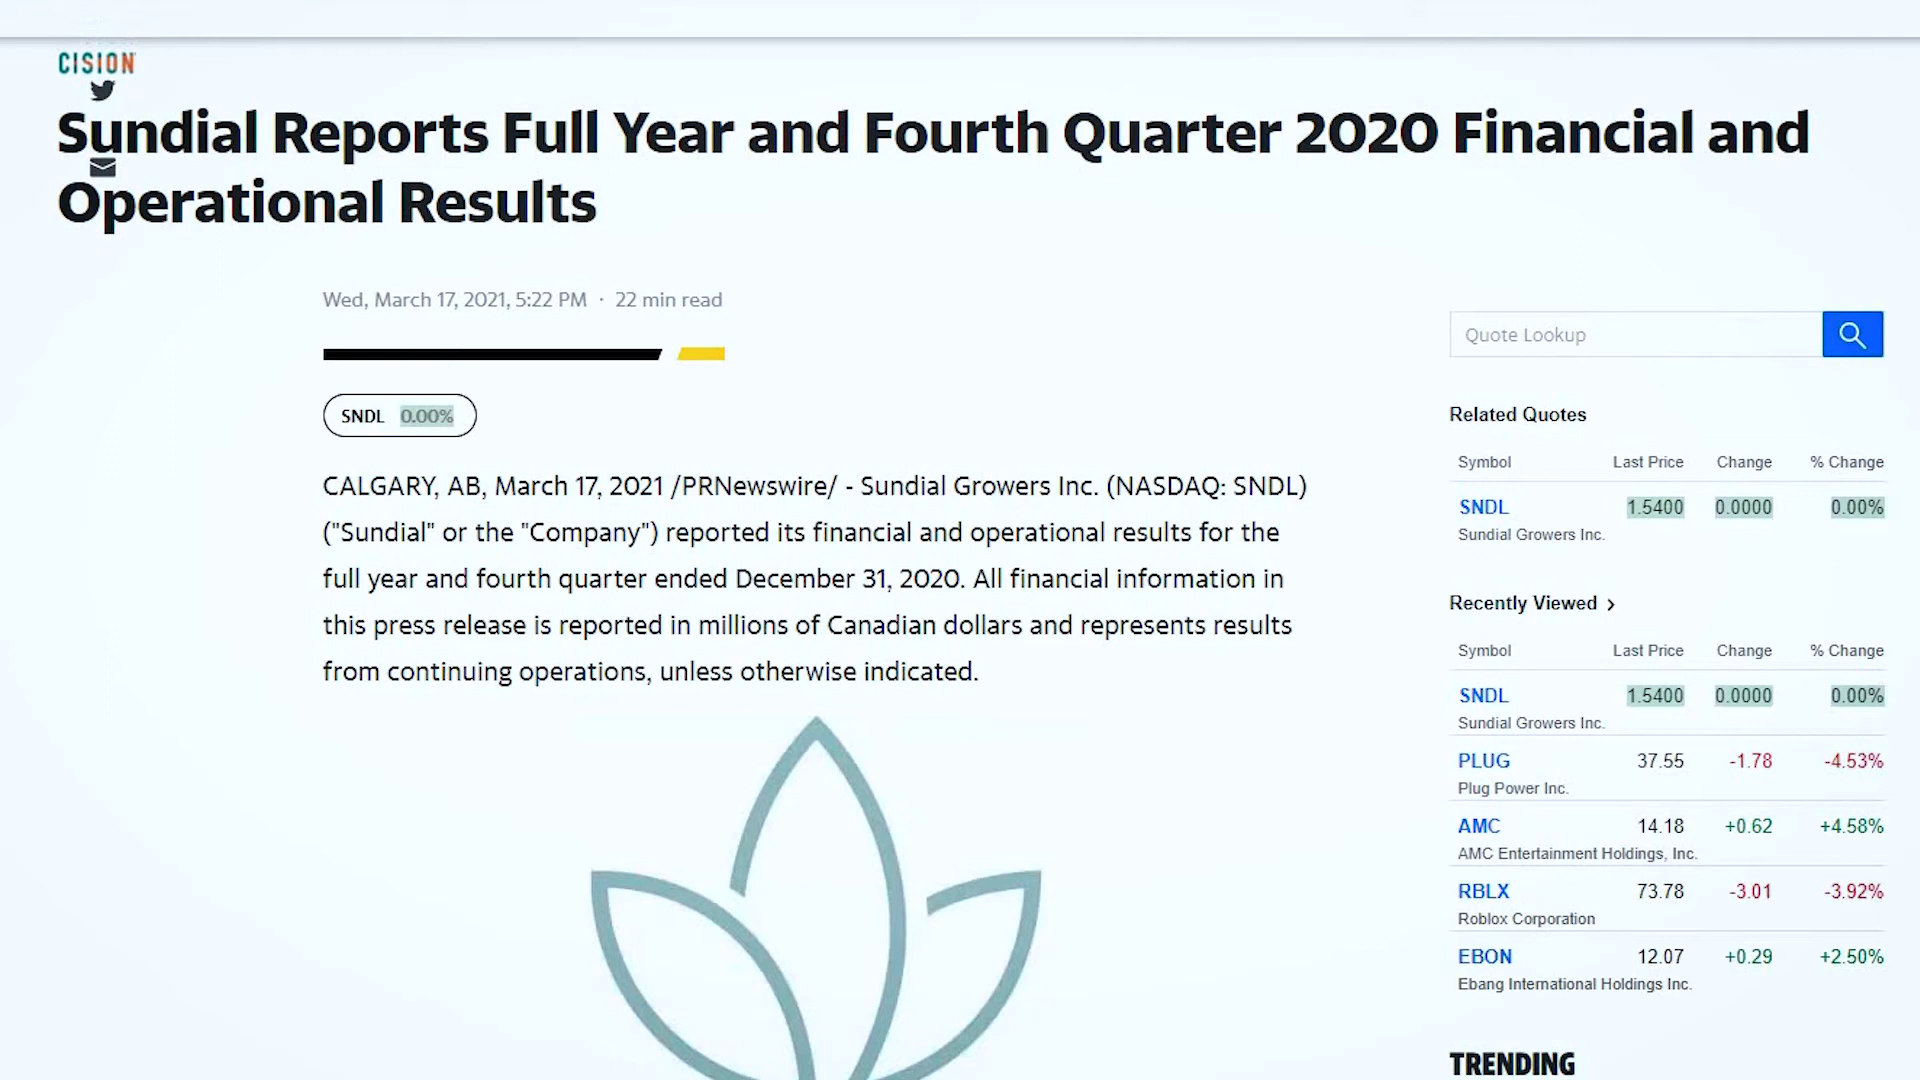 CISION
Sundial Reports Full Year and Fourth Quarter 2020 Financial and
Operational Results
Wed, March 17, 2021, 5:22 PM · 22 min read
SNDL 0.00%
CALGARY, AB, March 17, 2021 /PRNewswire/ - Sundial Growers Inc. (NASDAQ: SNDL)
("Sundial" or the "Company") reported its financial and operational results for the
full year and fourth quarter ended December 31, 2020. All financial information in
this press release is reported in millions of Canadian dollars and represents results
from continuing operations, unless otherwise indicated.
Quote Lookup
Related Quotes
Symbol Last Price Change % Change
SNDL 1.5400 0.0000 0.00%
Sundial Growers Inc.
Recently Viewed >
Symbol Last Price Change % Change
SNDL 1.5400 0.0000 0.00%
Sundial Growers Inc.
PLUG 37.55 -1.78 -4.53%
Plug Power Inc.
AMC 14.18 +0.62 +4.58%
AMC Entertainment Holdings, Inc.
RBLX 73.78 -3.01 -3.92%
Roblox Corporation
EBON 12.07 +0.29 +2.50%
Ebang International Holdings Inc.
TRENDING